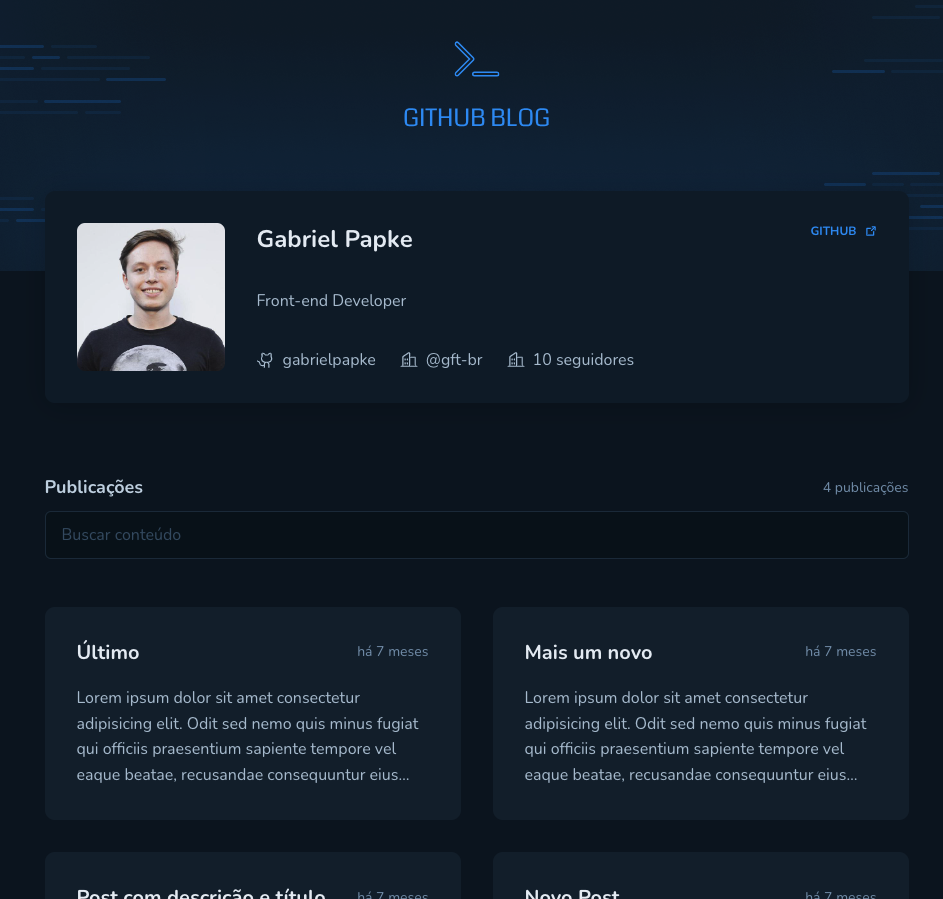 GITHUB BLOG
Gabriel Papke
GITHUB
Front-end Developer
gabrielpapke @gft-br 10 seguidores
Publicações
4 publicações
Buscar conteúdo
Último
há 7 meses
Lorem ipsum dolor sit amet consectetur
adipisicing elit. Odit sed nemo quis minus fugiat
qui officiis praesentium sapiente tempore vel
eaque beatae, recusandae consequuntur eius...
Mais um novo
há 7 meses
Lorem ipsum dolor sit amet consectetur
adipisicing elit. Odit sed nemo quis minus fugiat
qui officiis praesentium sapiente tempore vel
eaque beatae, recusandae consequuntur eius...
Post com descrição e título
há 7 meses
Novo Post
há 7 meses